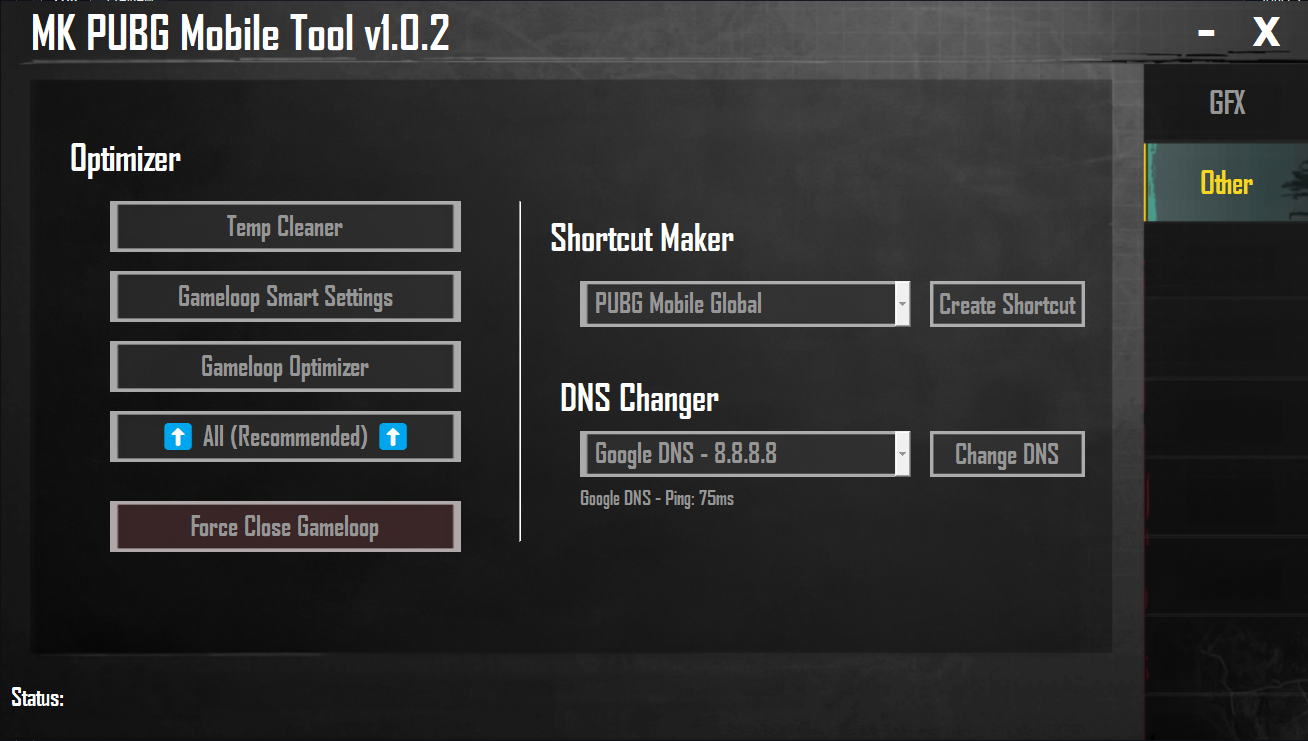 MK PUBG Mobile Tool v1.0.2
- X
GFX
Other
Optimizer
Temp Cleaner
Gameloop Smart Settings
Gameloop Optimizer
⬆️ All (Recommended) ⬆️
Force Close Gameloop
Shortcut Maker
PUBG Mobile Global
Create Shortcut
DNS Changer
Google DNS - 8.8.8.8
Change DNS
Google DNS - Ping: 75ms
Status: